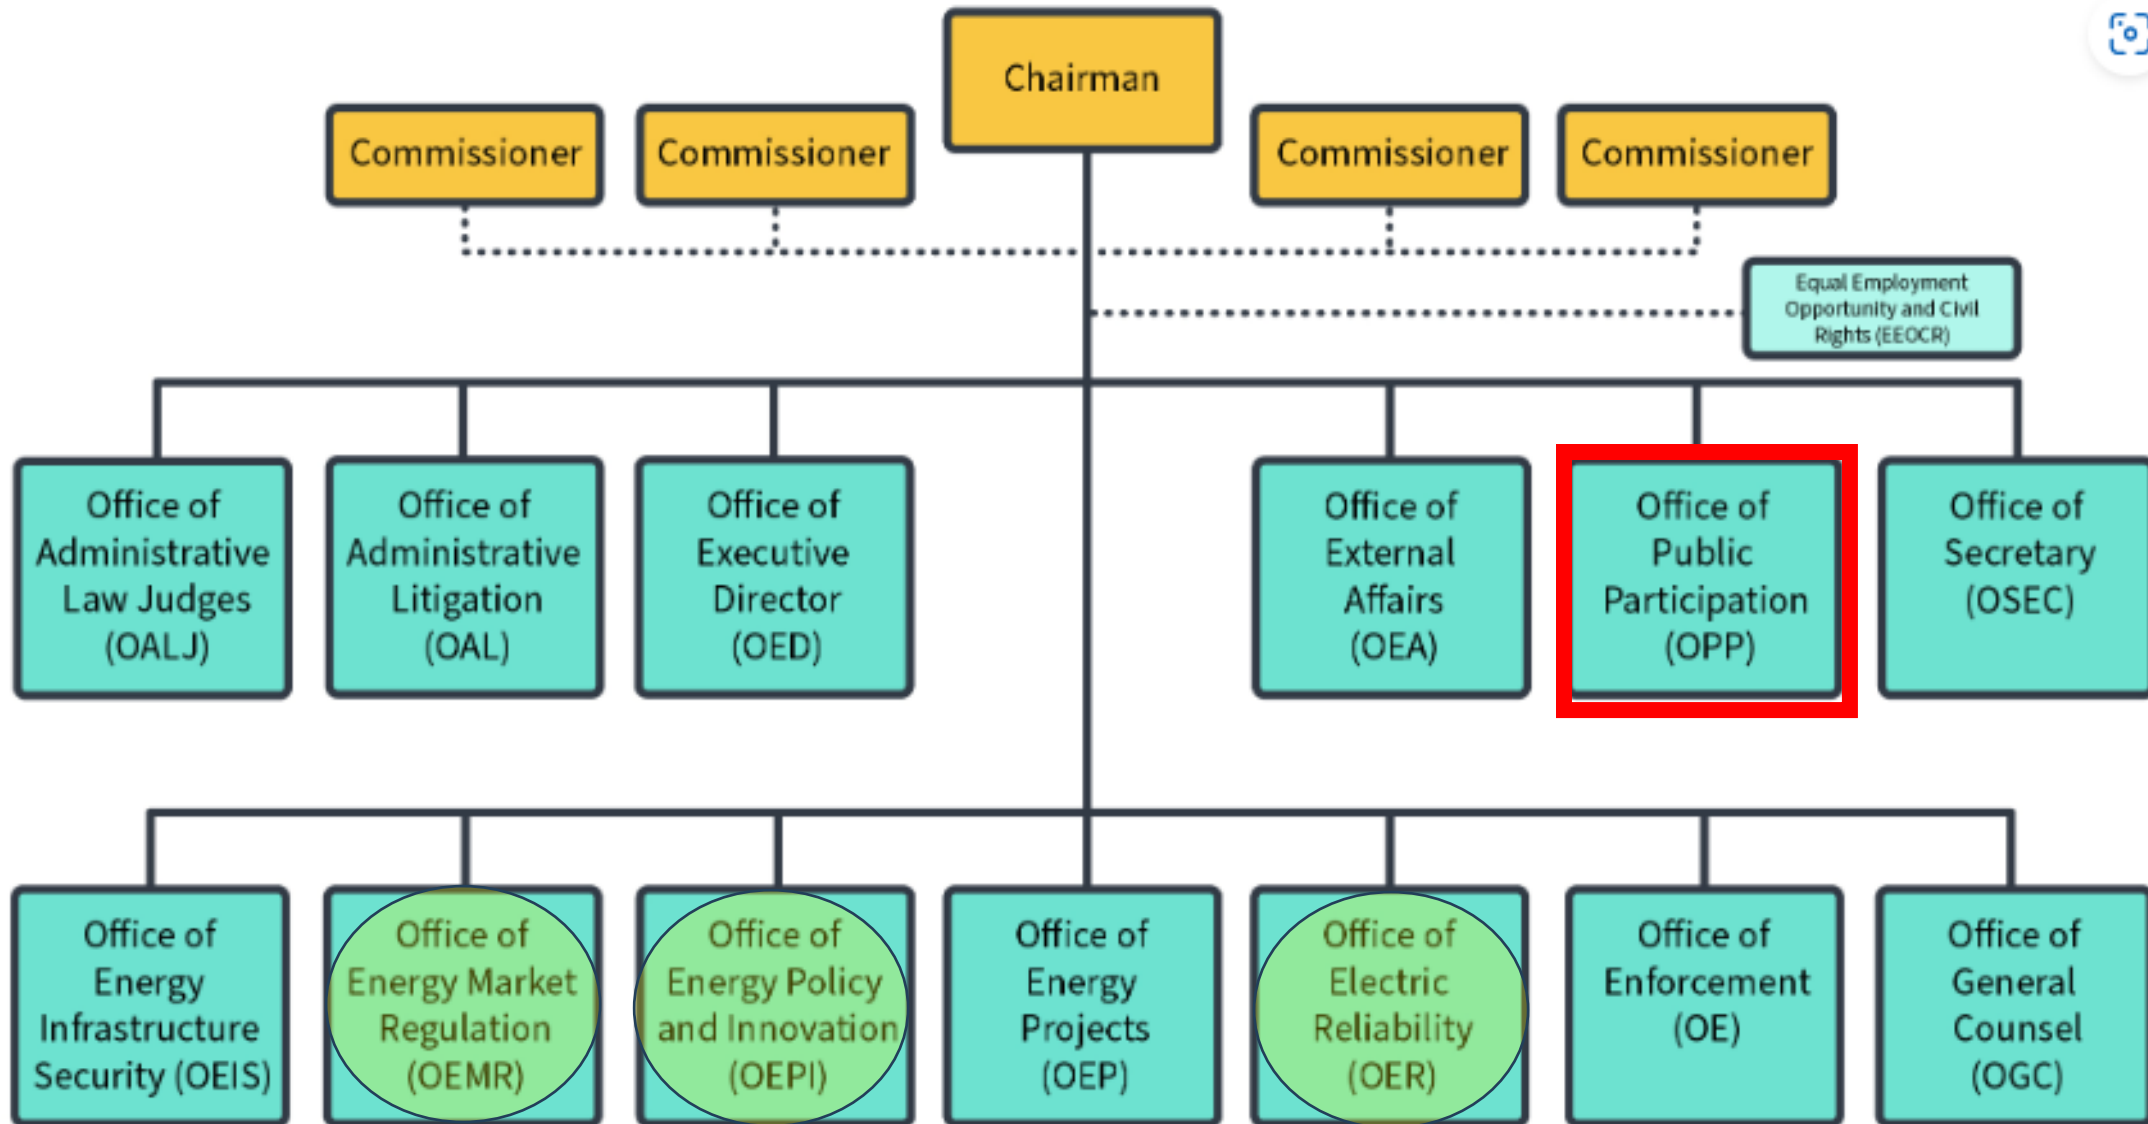 Chairman
Commissioner
Commissioner
Commissioner
Commissioner
Equal Employment
Opportunity and Civil
Rights (EEOCR)
Office of
Administrative
Law Judges
(OALJ)
Office of
Administrative
Litigation
(OAL)
Office of
Executive
Director
(OED)
Office of
External
Affairs
(OEA)
Office of
Public
Participation
(OPP)
Office of
Secretary
(OSEC)
Office of
Energy
Infrastructure
Security (OEIS)
Office of
Energy Market
Regulation
(OEMR)
Office of
Energy Policy
and Innovation
(OEPI)
Office of
Energy
Projects
(OEP)
Office of
Electric
Reliability
(OER)
Office of
Enforcement
(OE)
Office of
General
Counsel
(OGC)